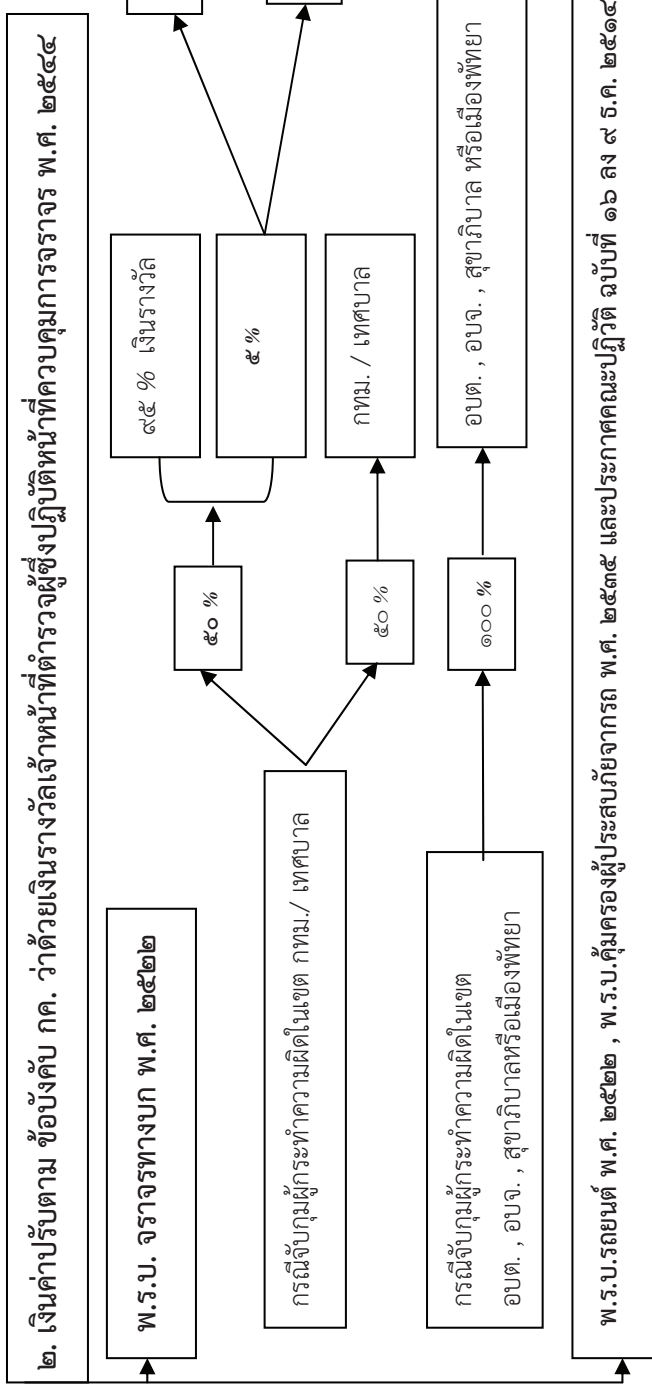 ๒. เงินค่าปรับตาม ข้อบังคับ กค. ว่าด้วยเงินรางวัลเจ้าหน้าที่ตำรวจผู้ซึ่งปฏิบัติหน้าที่ควบคุมการจราจร พ.ศ. ๒๕๔๔
พ.ร.บ. จราจรทางบก พ.ศ. ๒๕๒๒
กรณีจับกุมผู้กระทำความผิดในเขต กทม./ เทศบาล
๕๐ %
๙๕ % เงินรางวัล
๕ %
๕๐ %
กทม. / เทศบาล
กรณีจับกุมผู้กระทำความผิดในเขต
อบต. , อบจ. , สุขาภิบาลหรือเมืองพัทยา
๑๐๐ %
อบต. , อบจ. , สุขาภิบาล หรือเมืองพัทยา
พ.ร.บ.รถยนต์ พ.ศ. ๒๕๒๒ , พ.ร.บ.คุ้มครองผู้ประสบภัยจากรถ พ.ศ. ๒๕๓๕ และประกาศคณะปฏิวัติ ฉบับที่ ๑๖ ลง ๙ ธ.ค. ๒๕๑๔